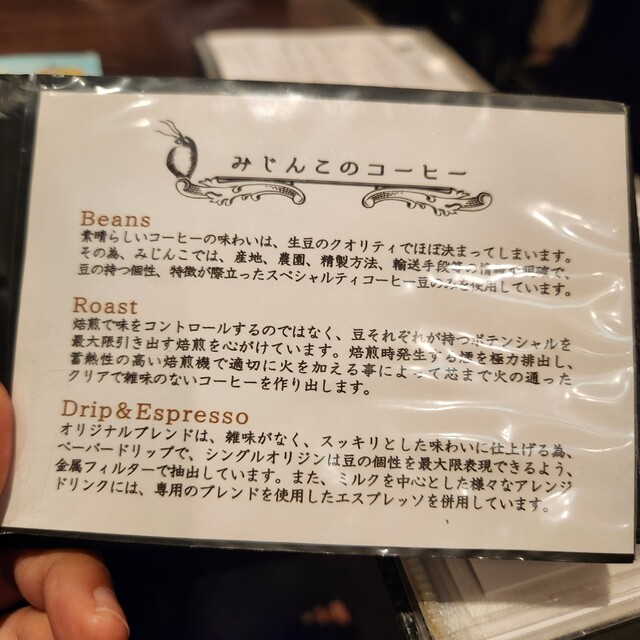 みじんこのコーヒー
Beans
素晴らしいコーヒーの味わいは、生豆のクオリティでほぼ決まってしまいます。
その為、みじんこでは、産地、農園、精製方法、輸送手段等の情報が明確で、
豆の持つ個性、特徴が際立ったスペシャルティコーヒー豆のみを使用しています。
Roast
焙煎で味をコントロールするのではなく、豆それぞれが持つポテンシャルを
最大限引き出す焙煎を心がけています。焙煎時発生する煙を極力排出し、
蓄熱性の高い焙煎機で適切に火を加える事によって芯まで火の通った
クリアで雑味のないコーヒーを作り出します。
Drip&Espresso
オリジナルブレンドは、雑味がなく、スッキリとした味わいに仕上げる為、
ペーパードリップで、シングルオリジンは豆の個性を最大限表現できるよう、
金属フィルターで抽出しています。また、ミルクを中心とした様々なアレンジ
ドリンクには、専用のブレンドを使用したエスプレッソを併用しています。